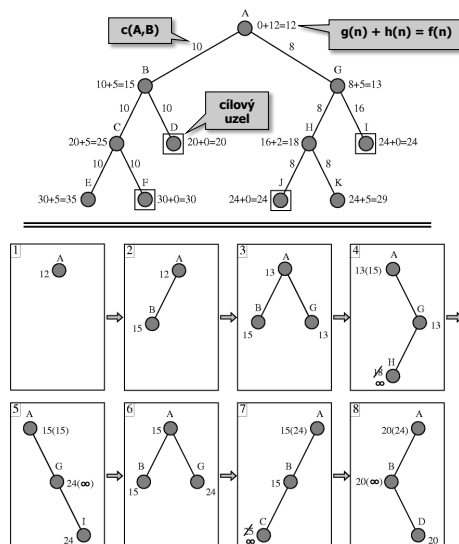 A
c(A,B)
0+12=12
g(n) + h(n) = f(n)
10
8
B
G
10+5=15
8+5=13
10
10
cílový
uzel
8
16
C
D
H
I
20+5=25
20+0=20
16+2=18
24+0=24
10
10
8
8
E
F
J
K
30+5=35
30+0=30
24+0=24
24+5=29
1
A
12
2
A
12
B
15
3
A
13
B
G
15
13
4
A
13(15)
G
13
H
18
∞
5
A
15(15)
G
24(∞)
I
24
6
A
15
B
G
15
24
7
A
15(24)
B
15
C
25
∞
8
A
20(24)
B
20(∞)
D
20